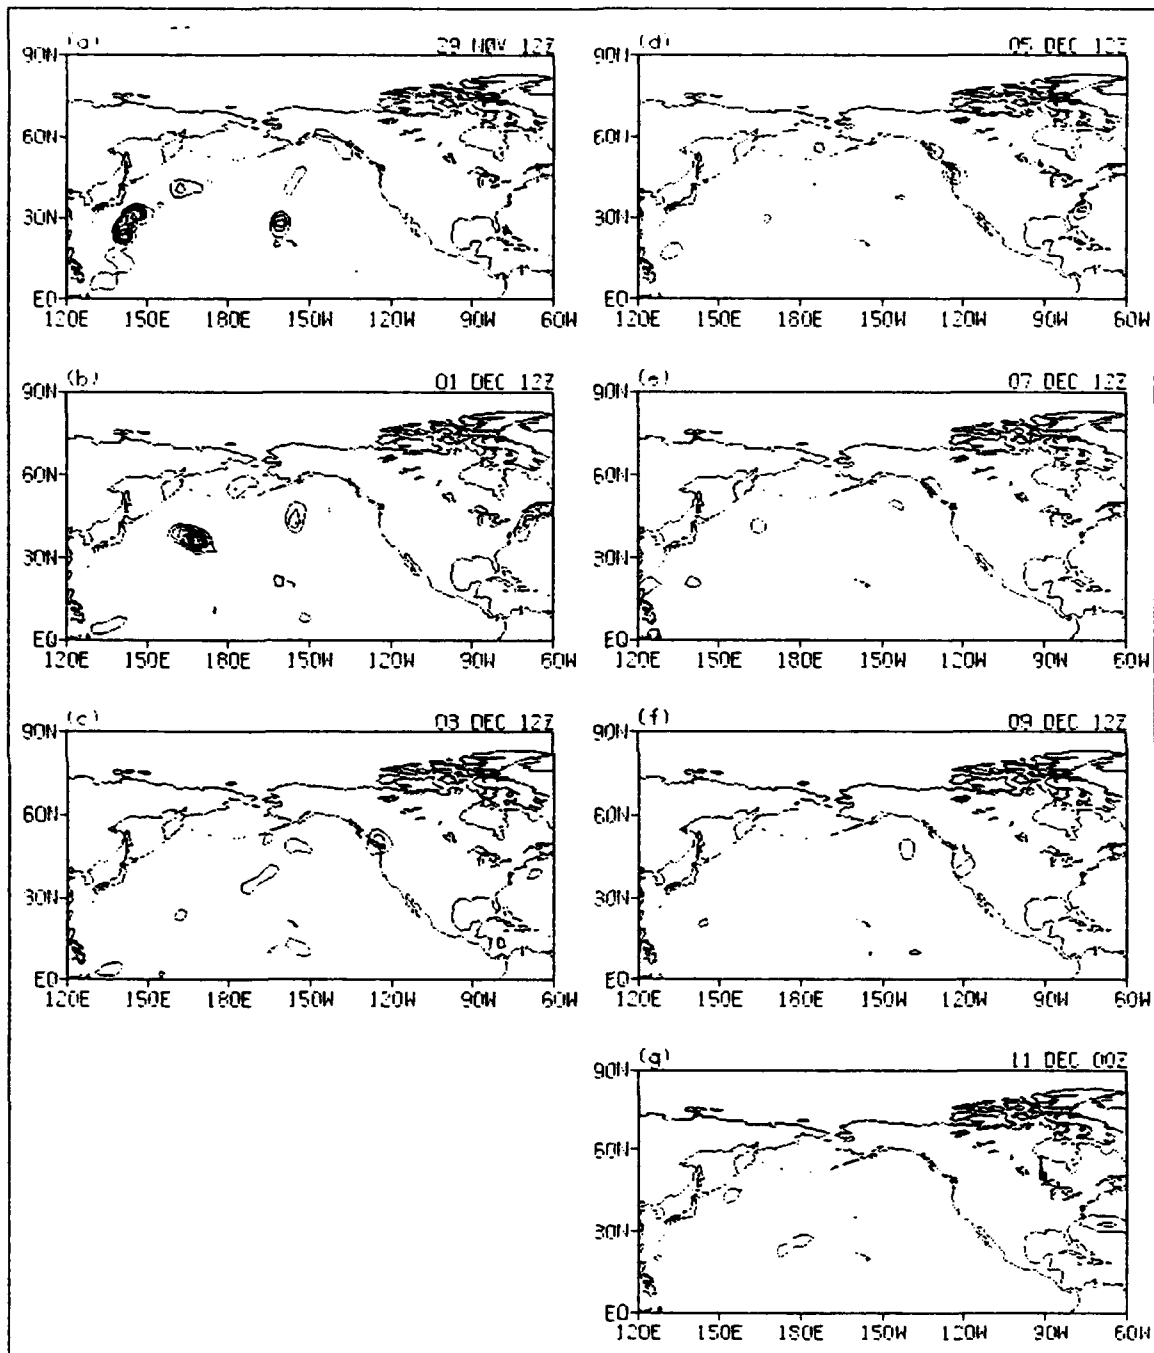 (a) 29 NOV 12Z
90N
60N
30N
EQ
120E 150E 180E 150W 120W 90W 60W
(d) 05 DEC 12Z
90N
60N
30N
EQ
120E 150E 180E 150W 120W 90W 60W
(b) 01 DEC 12Z
90N
60N
30N
EQ
120E 150E 180E 150W 120W 90W 60W
(e) 07 DEC 12Z
90N
60N
30N
EQ
120E 150E 180E 150W 120W 90W 60W
(c) 03 DEC 12Z
90N
60N
30N
EQ
120E 150E 180E 150W 120W 90W 60W
(f) 09 DEC 12Z
90N
60N
30N
EQ
120E 150E 180E 150W 120W 90W 60W
(g) 11 DEC 00Z
90N
60N
30N
EQ
120E 150E 180E 150W 120W 90W 60W